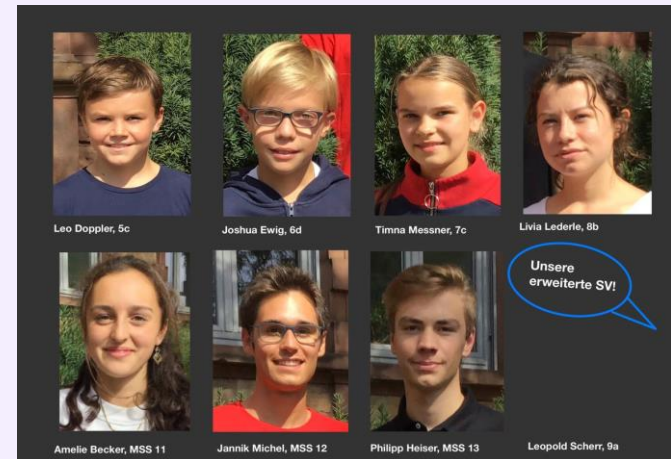 Leo Doppler, 5c
Joshua Ewig, 6d
Timna Messner, 7c
Livia Lederle, 8b
Unsere
erweiterte SV!
Amelie Becker, MSS 11
Jannik Michel, MSS 12
Philipp Heiser, MSS 13
Leopold Scherr, 9a